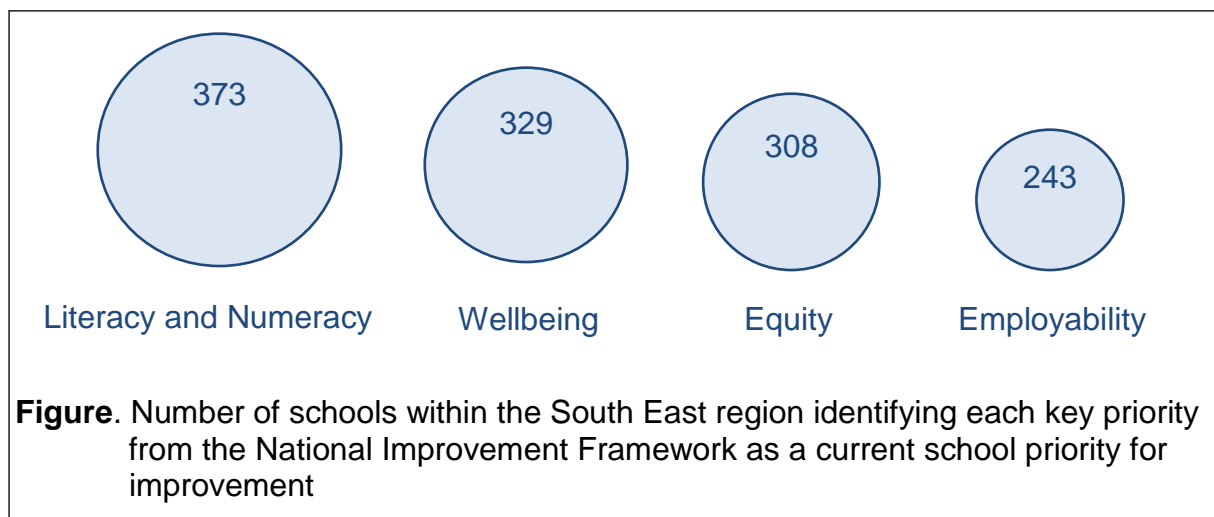 373
329
308
243
Literacy and Numeracy
Wellbeing
Equity
Employability
Figure. Number of schools within the South East region identifying each key priority
from the National Improvement Framework as a current school priority for
improvement